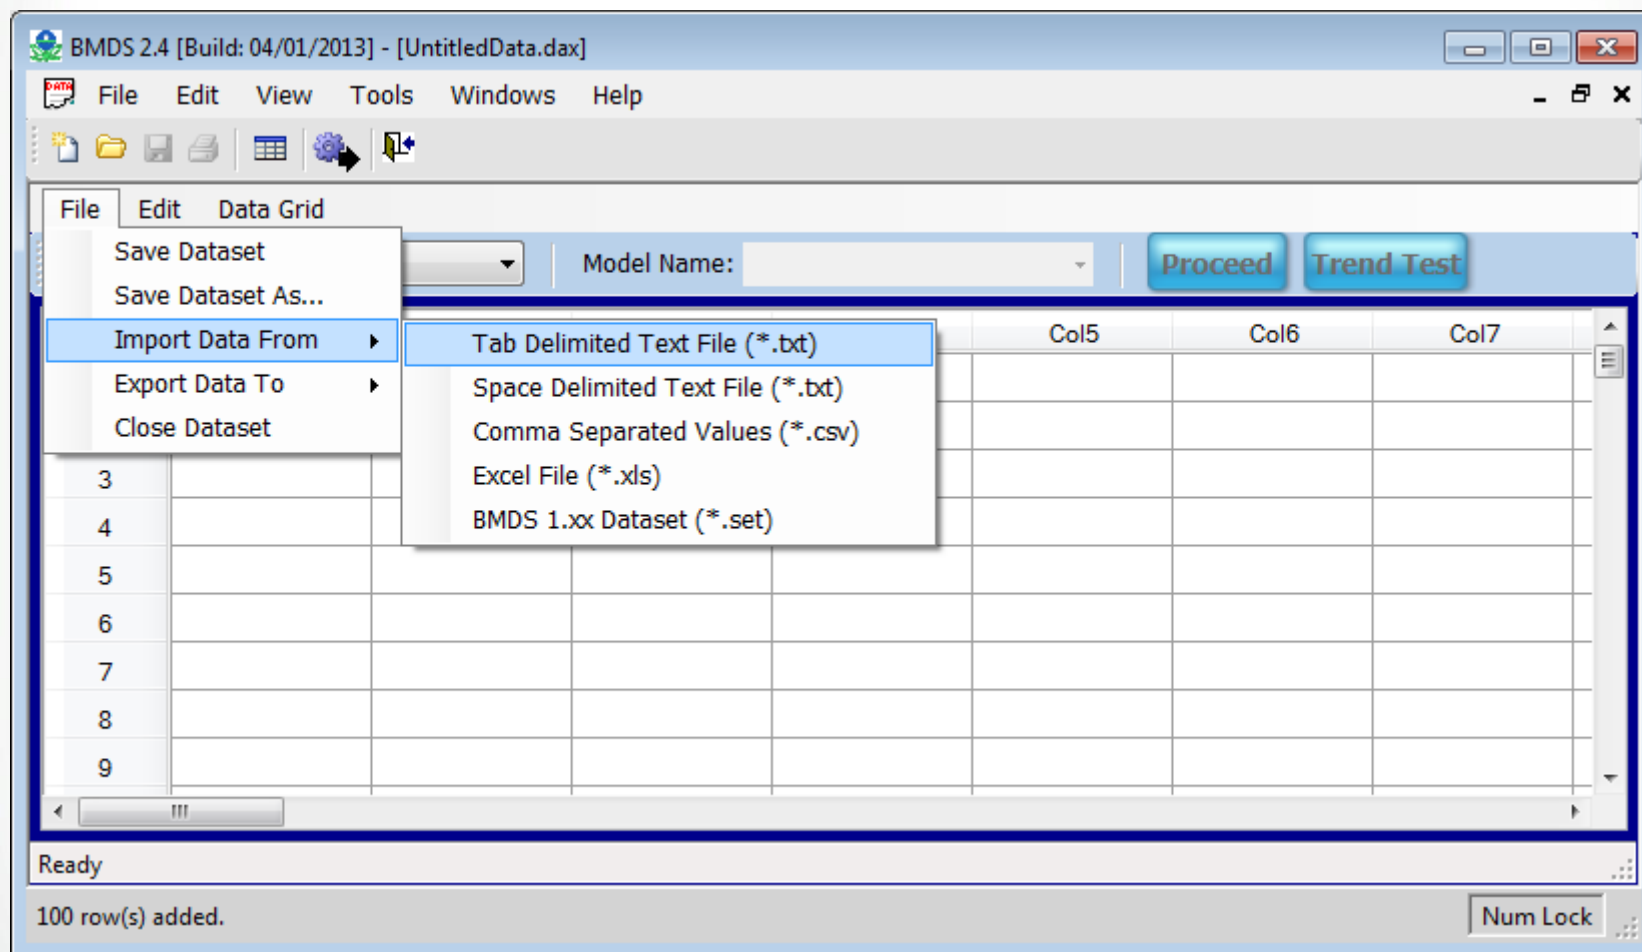 BMDS 2.4 [Build: 04/01/2013] - [UntitledData.dax]
DATA
File Edit View Tools Windows Help
File Edit Data Grid
Save Dataset
Model Name: Proceed Trend Test
Save Dataset As...
Import Data From
Tab Delimited Text File (*.txt)
Col5 Col6 Col7
Space Delimited Text File (*.txt)
Export Data To
Comma Separated Values (*.csv)
Close Dataset
Excel File (*.xls)
3
BMDS 1.xx Dataset (*.set)
4
5
6
7
8
9
Ready
100 row(s) added.
Num Lock